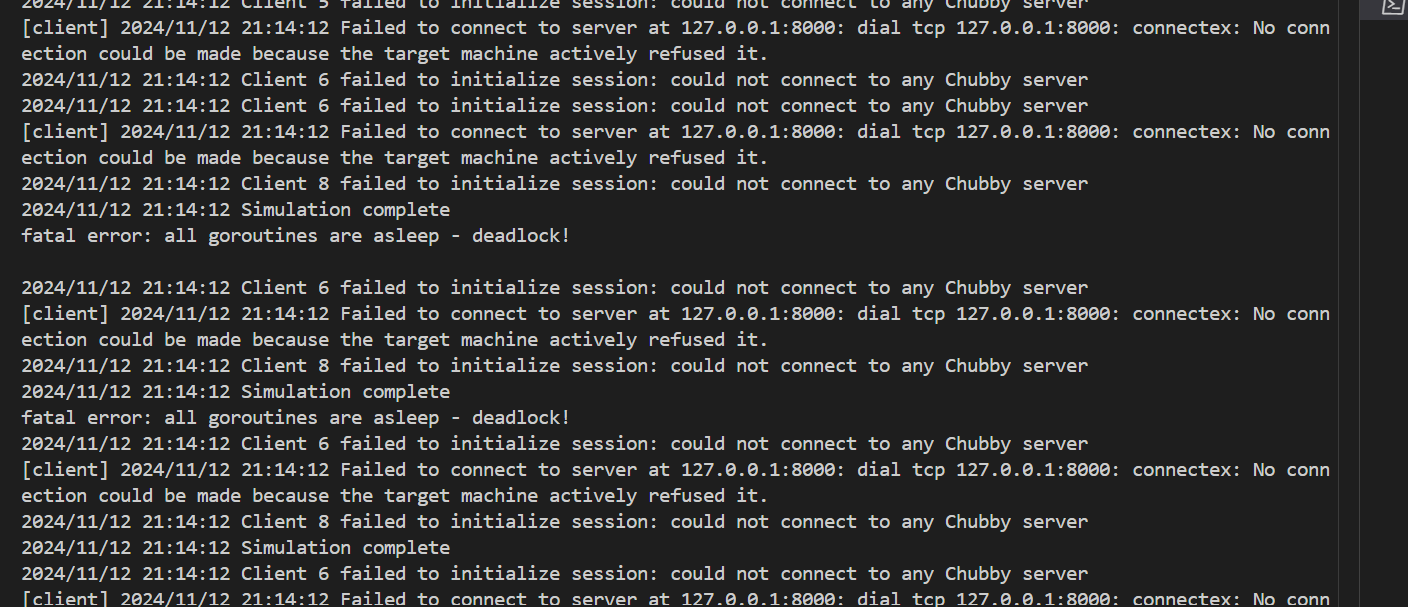 2024/11/12 21:14:12 Client 5 failed to initialize session: could not connect to any Chubby server
[client] 2024/11/12 21:14:12 Failed to connect to server at 127.0.0.1:8000: dial tcp 127.0.0.1:8000: connectex: No conn
ection could be made because the target machine actively refused it.
2024/11/12 21:14:12 Client 6 failed to initialize session: could not connect to any Chubby server
2024/11/12 21:14:12 Client 6 failed to initialize session: could not connect to any Chubby server
[client] 2024/11/12 21:14:12 Failed to connect to server at 127.0.0.1:8000: dial tcp 127.0.0.1:8000: connectex: No conn
ection could be made because the target machine actively refused it.
2024/11/12 21:14:12 Client 8 failed to initialize session: could not connect to any Chubby server
2024/11/12 21:14:12 Simulation complete
fatal error: all goroutines are asleep - deadlock!
2024/11/12 21:14:12 Client 6 failed to initialize session: could not connect to any Chubby server
[client] 2024/11/12 21:14:12 Failed to connect to server at 127.0.0.1:8000: dial tcp 127.0.0.1:8000: connectex: No conn
ection could be made because the target machine actively refused it.
2024/11/12 21:14:12 Client 8 failed to initialize session: could not connect to any Chubby server
2024/11/12 21:14:12 Simulation complete
fatal error: all goroutines are asleep - deadlock!
2024/11/12 21:14:12 Client 6 failed to initialize session: could not connect to any Chubby server
[client] 2024/11/12 21:14:12 Failed to connect to server at 127.0.0.1:8000: dial tcp 127.0.0.1:8000: connectex: No conn
ection could be made because the target machine actively refused it.
2024/11/12 21:14:12 Client 8 failed to initialize session: could not connect to any Chubby server
2024/11/12 21:14:12 Simulation complete
2024/11/12 21:14:12 Client 6 failed to initialize session: could not connect to any Chubby server
[client] 2024/11/12 21:14:12 Failed to connect to server at 127.0.0.1:8000: dial tcp 127.0.0.1:8000: connectex: No conn